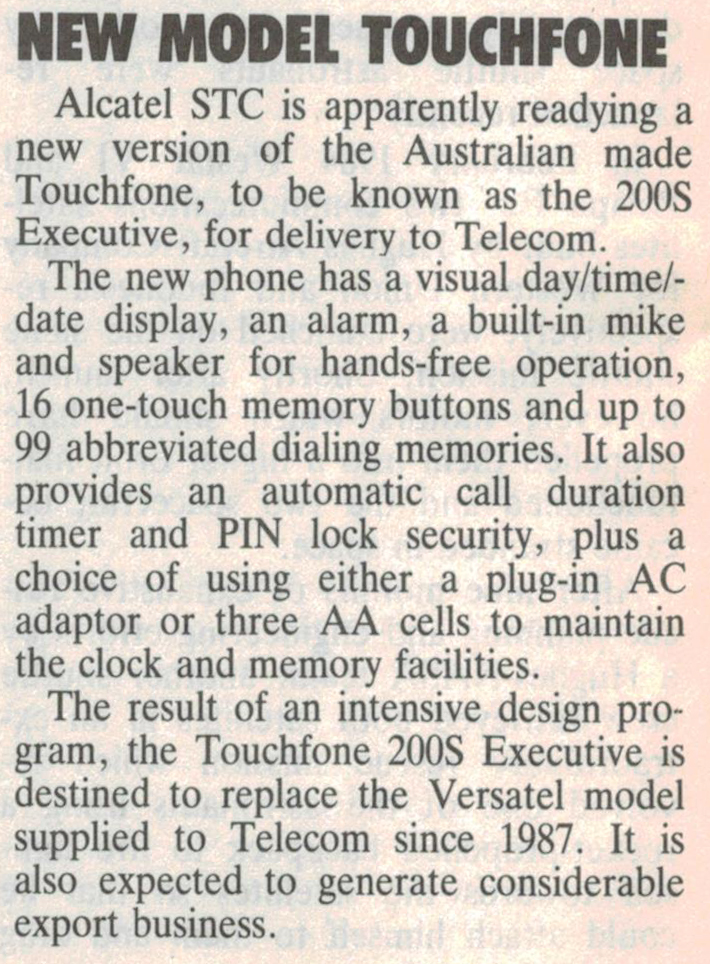 NEW MODEL TOUCHFONE
Alcatel STC is apparently readying a
new version of the Australian made
Touchfone, to be known as the 200S
Executive, for delivery to Telecom.
The new phone has a visual day/time/-
date display, an alarm, a built-in mike
and speaker for hands-free operation,
16 one-touch memory buttons and up to
99 abbreviated dialing memories. It also
provides an automatic call duration
timer and PIN lock security, plus a
choice of using either a plug-in AC
adaptor or three AA cells to maintain
the clock and memory facilities.
The result of an intensive design pro-
gram, the Touchfone 200S Executive is
destined to replace the Versatel model
supplied to Telecom since 1987. It is
also expected to generate considerable
export business.